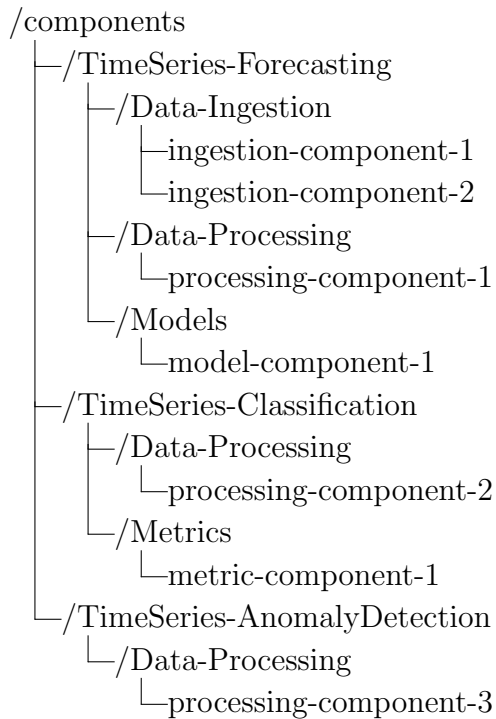 /components
/TimeSeries-Forecasting
/Data-Ingestion
ingestion-component-1
ingestion-component-2
/Data-Processing
processing-component-1
/Models
model-component-1
/TimeSeries-Classification
/Data-Processing
processing-component-2
/Metrics
metric-component-1
/TimeSeries-AnomalyDetection
/Data-Processing
processing-component-3